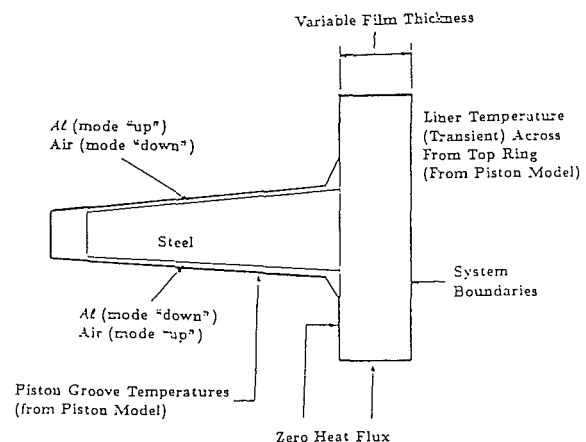 Variable Film Thickness
Al (mode "up")
Air (mode "down")
Liner Temperature
(Transient) Across
From Top Ring
(From Piston Model)
Steel
System
Boundaries
Al (mode "down")
Air (mode "up")
Piston Groove Temperatures
(from Piston Model)
Zero Heat Flux